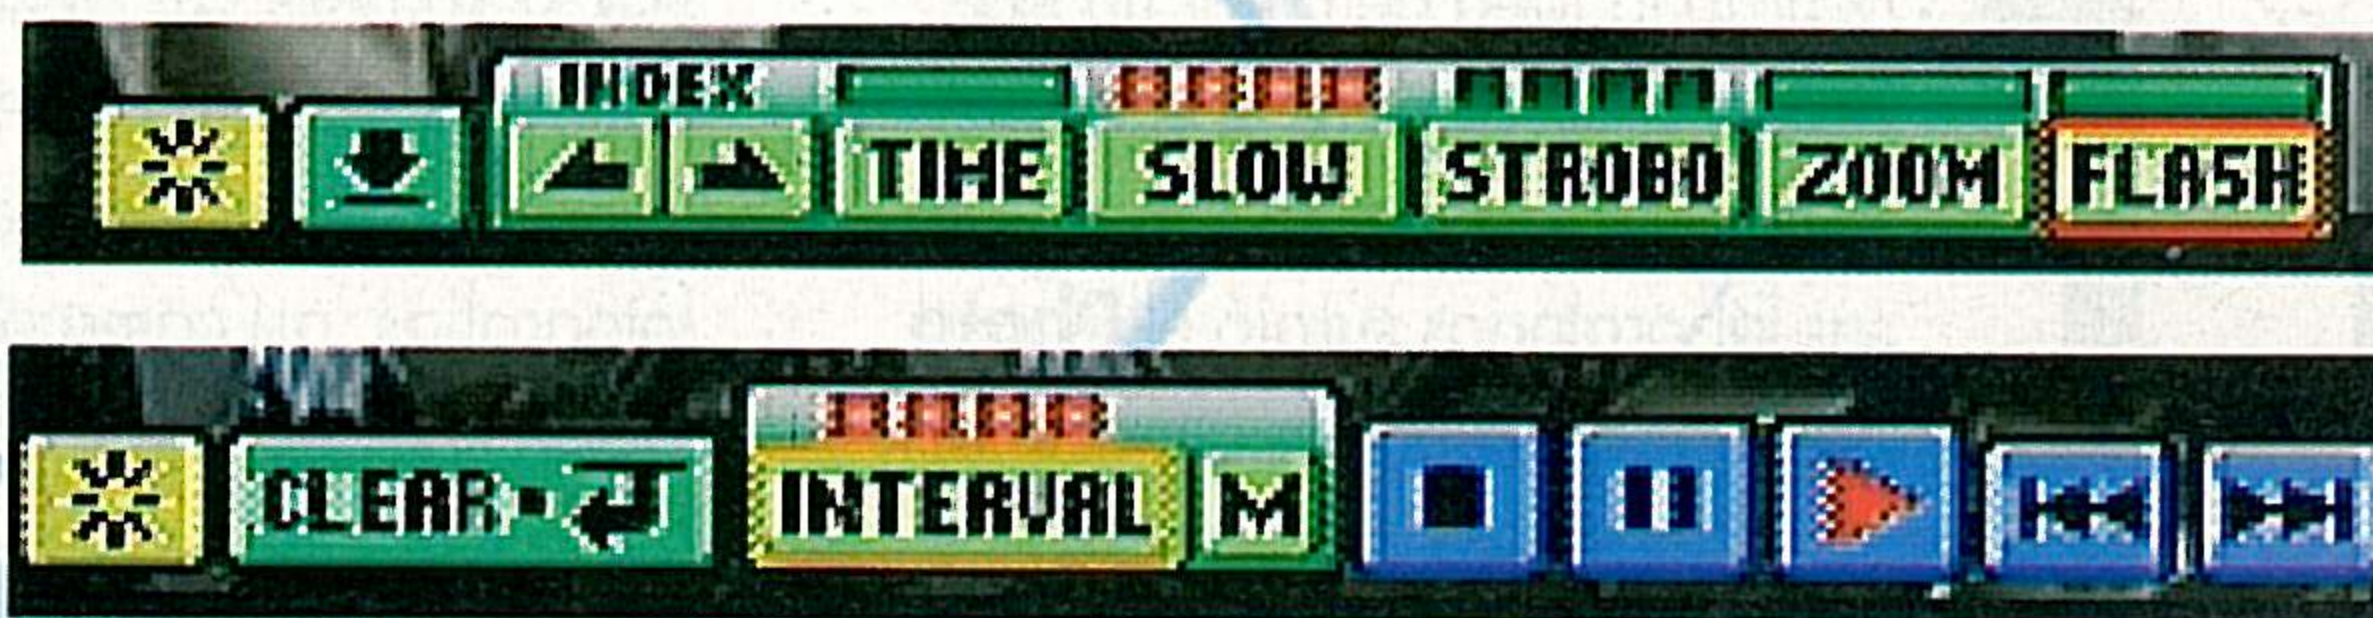 INDEX
TIME SLOW STROBO ZOOM FLASH
CLEAR INTERVAL M